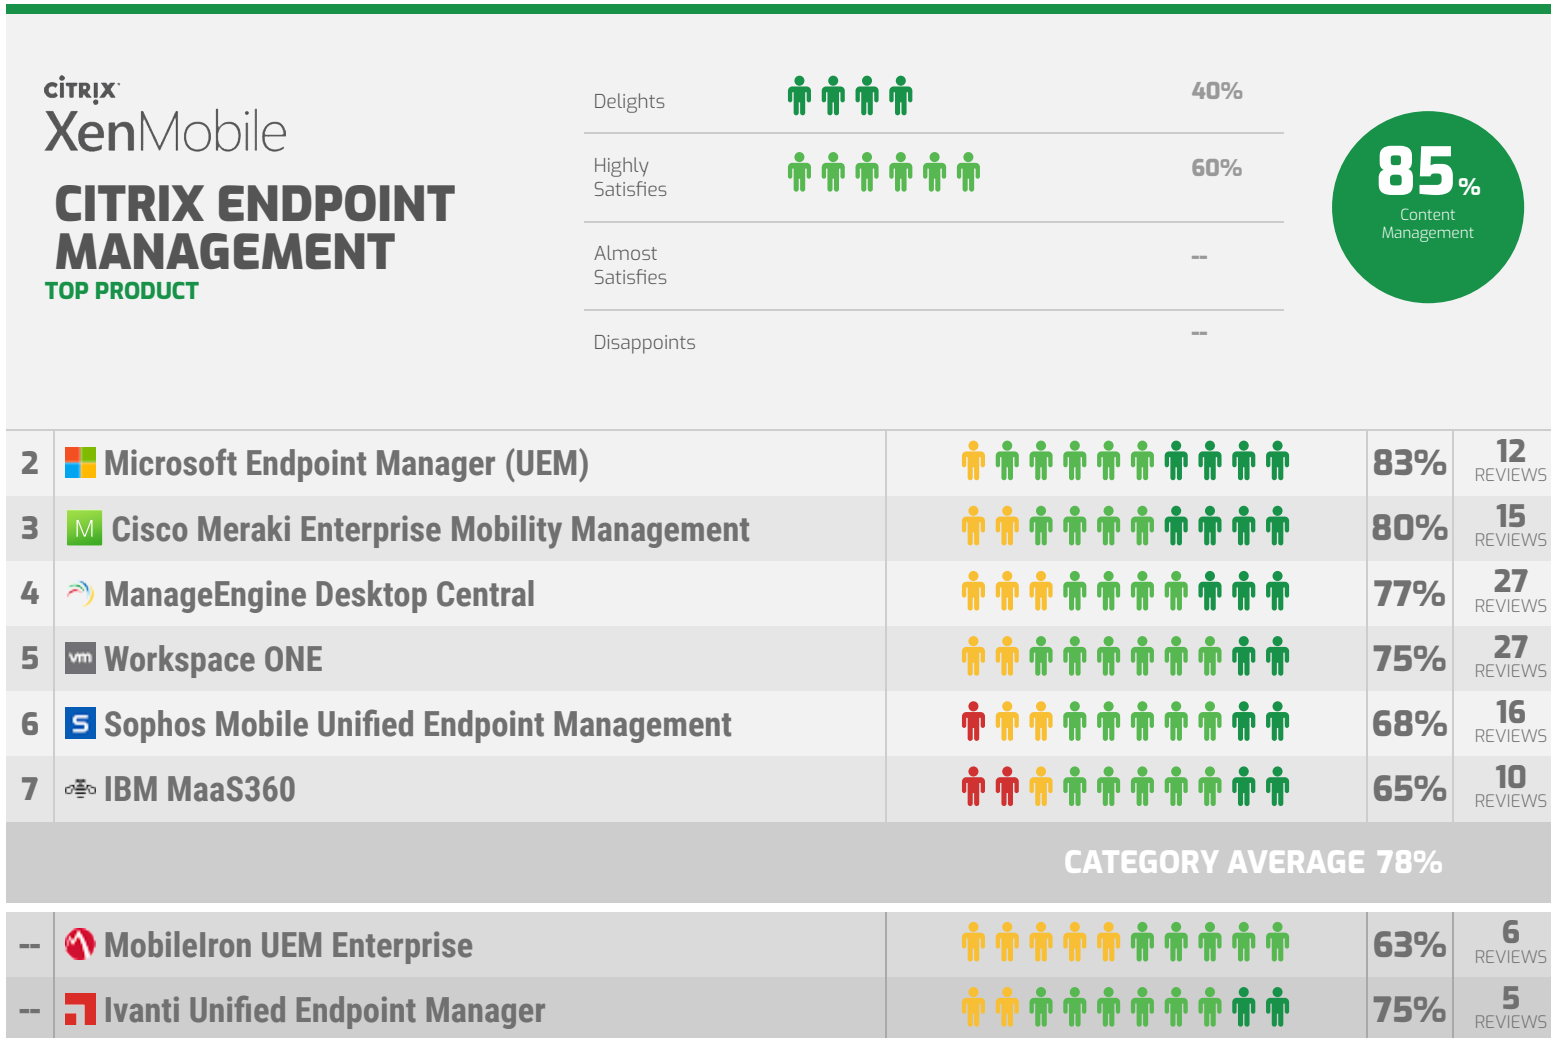 CİTRIX
XenMobile
CITRIX ENDPOINT
MANAGEMENT
TOP PRODUCT
Delights 40%
Highly
Satisfies 60%
Almost
Satisfies --
Disappoints --
85%
Content
Management
2 Microsoft Endpoint Manager (UEM) 83% 12 REVIEWS
3 M Cisco Meraki Enterprise Mobility Management 80% 15 REVIEWS
4 ManageEngine Desktop Central 77% 27 REVIEWS
5 vm Workspace ONE 75% 27 REVIEWS
6 S Sophos Mobile Unified Endpoint Management 68% 16 REVIEWS
7 IBM MaaS360 65% 10 REVIEWS
CATEGORY AVERAGE 78%
-- MobileIron UEM Enterprise 63% 6 REVIEWS
-- Ivanti Unified Endpoint Manager 75% 5 REVIEWS